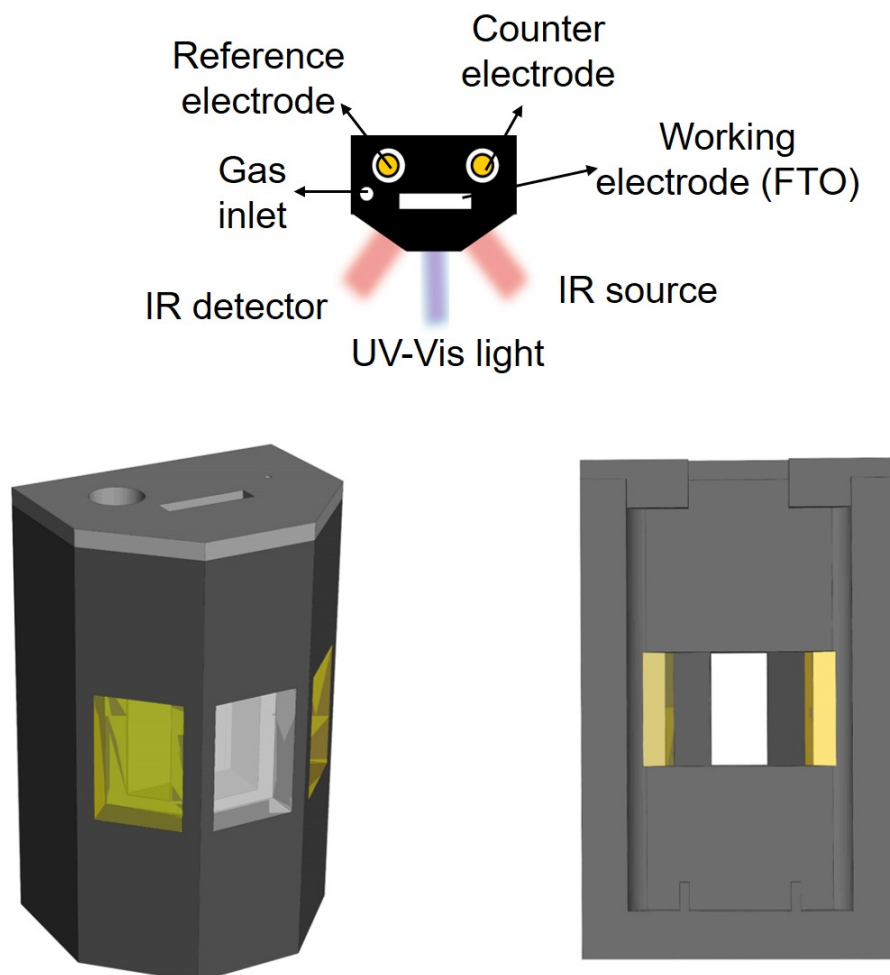 Reference
electrode
Counter
electrode
Gas
inlet
Working
electrode (FTO)
IR detector
IR source
UV-Vis light